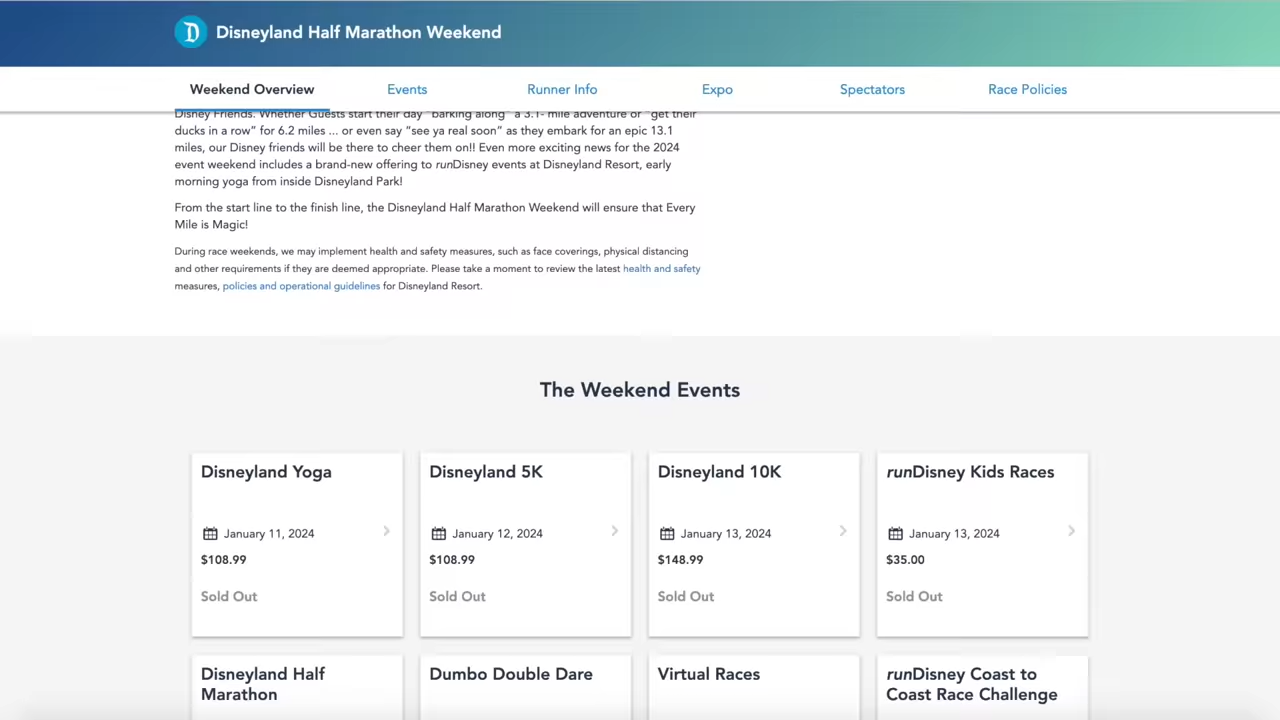 Disneyland Half Marathon Weekend
Weekend Overview
Events
Runner Info
Expo
Spectators
Race Policies
Disney Friends. Whether Guests start their day “barking along” a 3.1- mile adventure or “get their
ducks in a row” for 6.2 miles ... or even say “see ya real soon” as they embark for an epic 13.1
miles, our Disney friends will be there to cheer them on!! Even more exciting news for the 2024
event weekend includes a brand-new offering to runDisney events at Disneyland Resort, early
morning yoga from inside Disneyland Park!
From the start line to the finish line, the Disneyland Half Marathon Weekend will ensure that Every
Mile is Magic!
During race weekends, we may implement health and safety measures, such as face coverings, physical distancing
and other requirements if they are deemed appropriate. Please take a moment to review the latest health and safety
measures, policies and operational guidelines for Disneyland Resort.
The Weekend Events
Disneyland Yoga
January 11, 2024
$108.99
Sold Out
Disneyland 5K
January 12, 2024
$108.99
Sold Out
Disneyland 10K
January 13, 2024
$148.99
Sold Out
runDisney Kids Races
January 13, 2024
$35.00
Sold Out
Disneyland Half
Marathon
Dumbo Double Dare
Virtual Races
runDisney Coast to
Coast Race Challenge